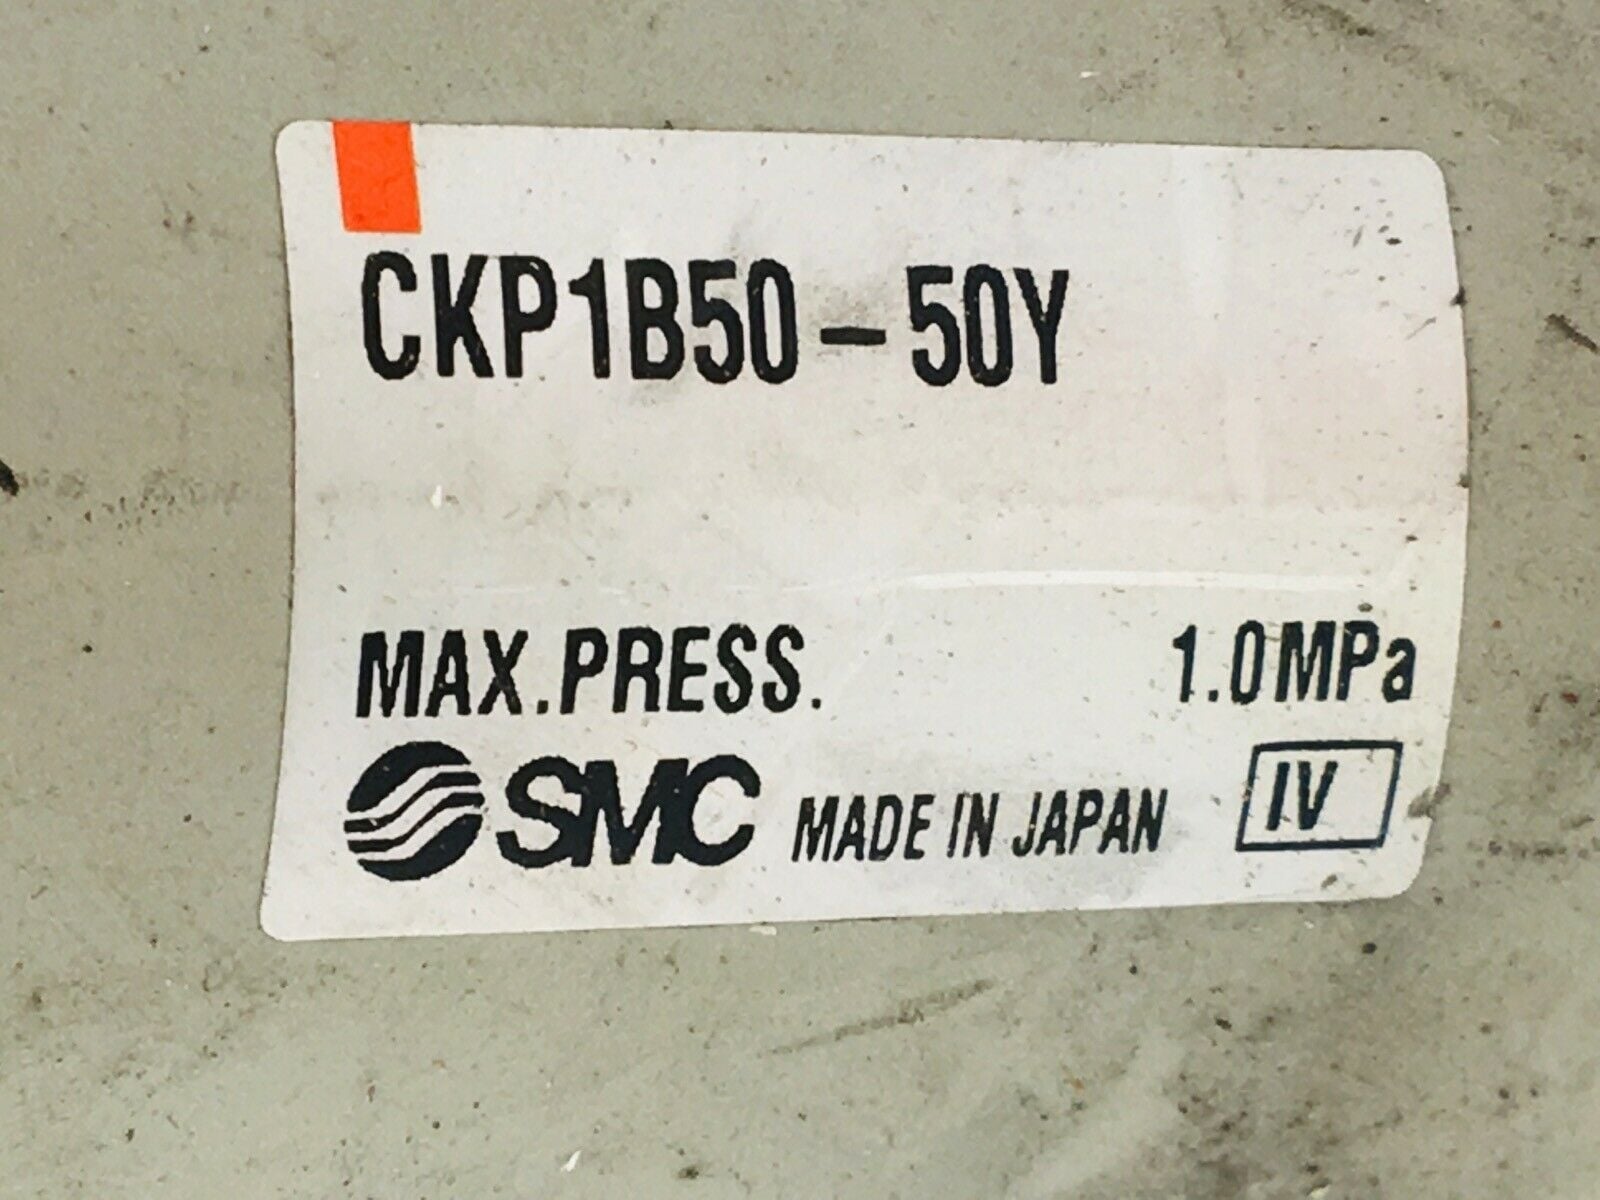 CKP1B50-50Y
MAX.PRESS. 1.0MPa
SMC MADE IN JAPAN IV